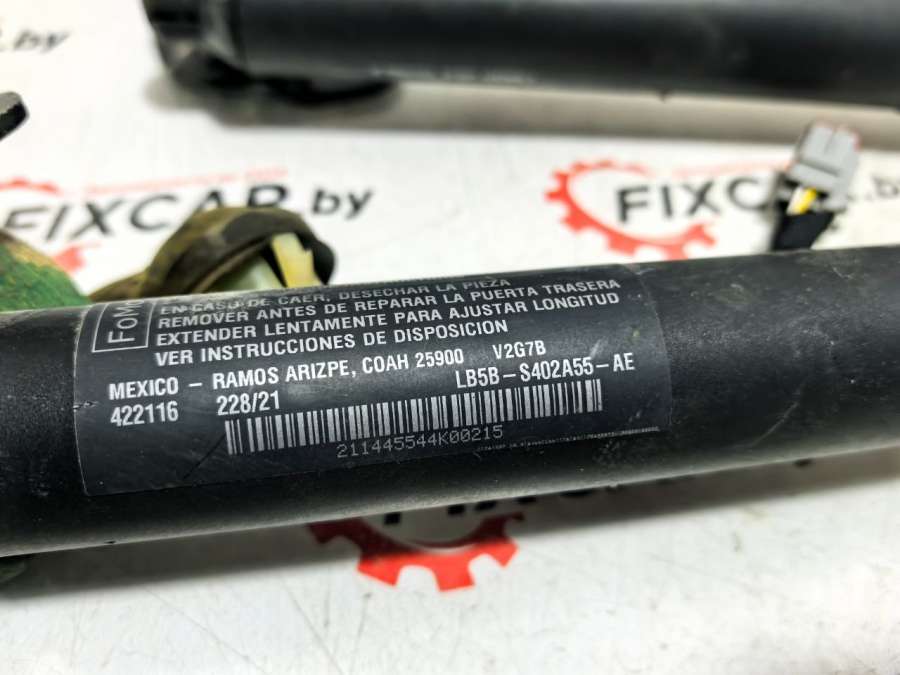 FIXCAR.by
FIXCAR.by
FoMo
EN CASO DE CAER, DESECHAR LA PIEZA
REMOVER ANTES DE REPARAR LA PUERTA TRASERA
EXTENDER LENTAMENTE PARA AJUSTAR LONGITUD
VER INSTRUCCIONES DE DISPOSICION
MEXICO - RAMOS ARIZPE, COAH 25900 V2G7B
422116 228/21 LB5B-S402A55-AE
211445544K00215